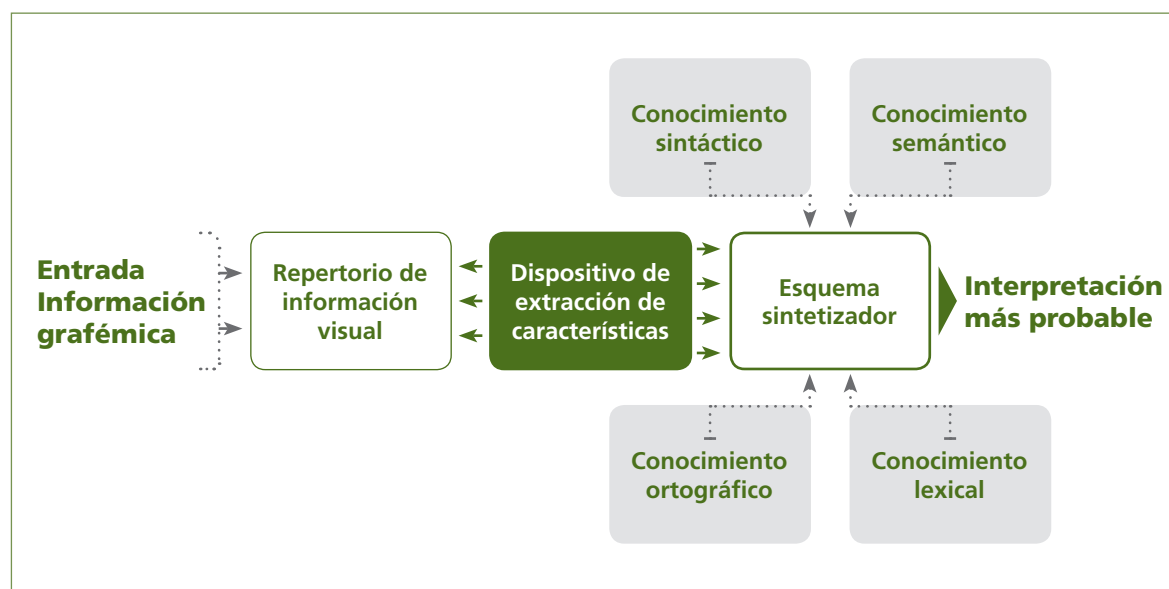 Conocimiento
sintáctico
Conocimiento
semántico
Entrada
Información
grafémica
Repertorio de
información
visual
Dispositivo de
extracción de
características
Esquema
sintetizador
Interpretación
más probable
Conocimiento
ortográfico
Conocimiento
lexical